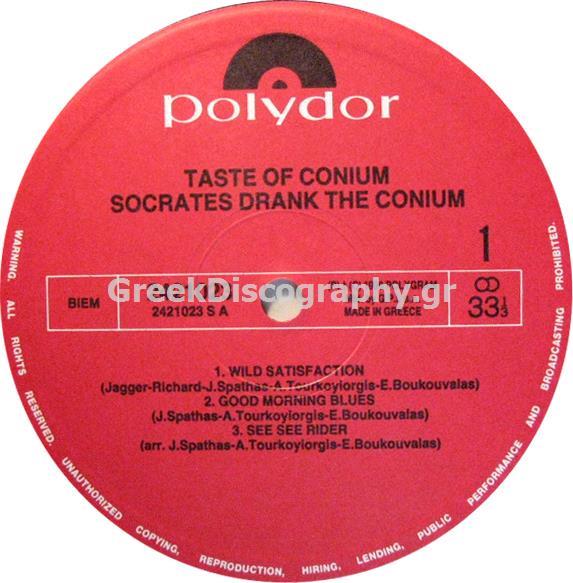 polydor
TASTE OF CONIUM
SOCRATES DRANK THE CONIUM
1
BIEM
2421023 S A
MADE IN GREECE
33 1/3
GreekDiscography.gr
1. WILD SATISFACTION
(Jagger-Richard-J.Spathas-A.Tourkoyiorgis-E.Boukouvalas)
2. GOOD MORNING BLUES
(J.Spathas-A.Tourkoyiorgis-E.Boukouvalas)
3. SEE SEE RIDER
(arr. J.Spathas-A.Tourkoyiorgis-E.Boukouvalas)
WARNING. ALL RIGHTS RESERVED. UNAUTHORIZED COPYING, REPRODUCTION, HIRING, LENDING, PUBLIC PERFORMANCE AND BROADCASTING PROHIBITED.